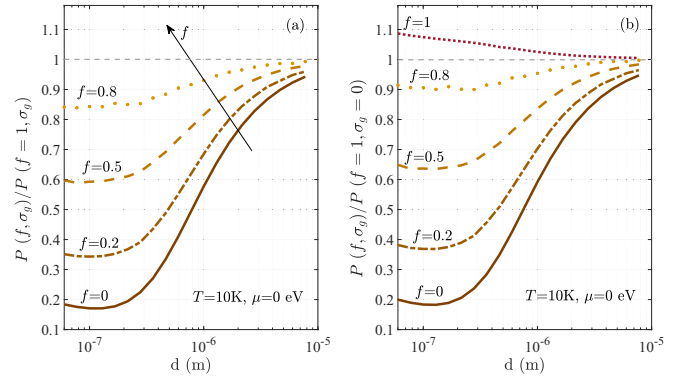 (a)
1.1
1
0.9
0.8
0.7
0.6
0.5
0.4
0.3
0.2
0.1
P (f, σg)/P (f = 1, σg)
f
f=0.8
f=0.5
f=0.2
f=0
T=10K, μ=0 eV
10⁻⁷
10⁻⁶
10⁻⁵
d (m)
(b)
1.1
1
0.9
0.8
0.7
0.6
0.5
0.4
0.3
0.2
0.1
P (f, σg)/P (f = 1, σg = 0)
f=1
f=0.8
f=0.5
f=0.2
f=0
T=10K, μ=0 eV
10⁻⁷
10⁻⁶
10⁻⁵
d (m)